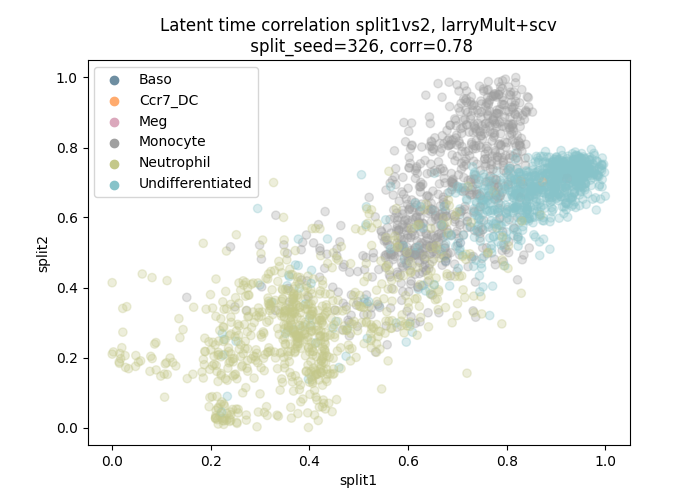 Latent time correlation split1vs2, larryMult+scv
split_seed=326, corr=0.78
Baso
Ccr7_DC
Meg
Monocyte
Neutrophil
Undifferentiated
1.0
0.8
0.6
0.4
0.2
0.0
split2
0.0 0.2 0.4 0.6 0.8 1.0
split1